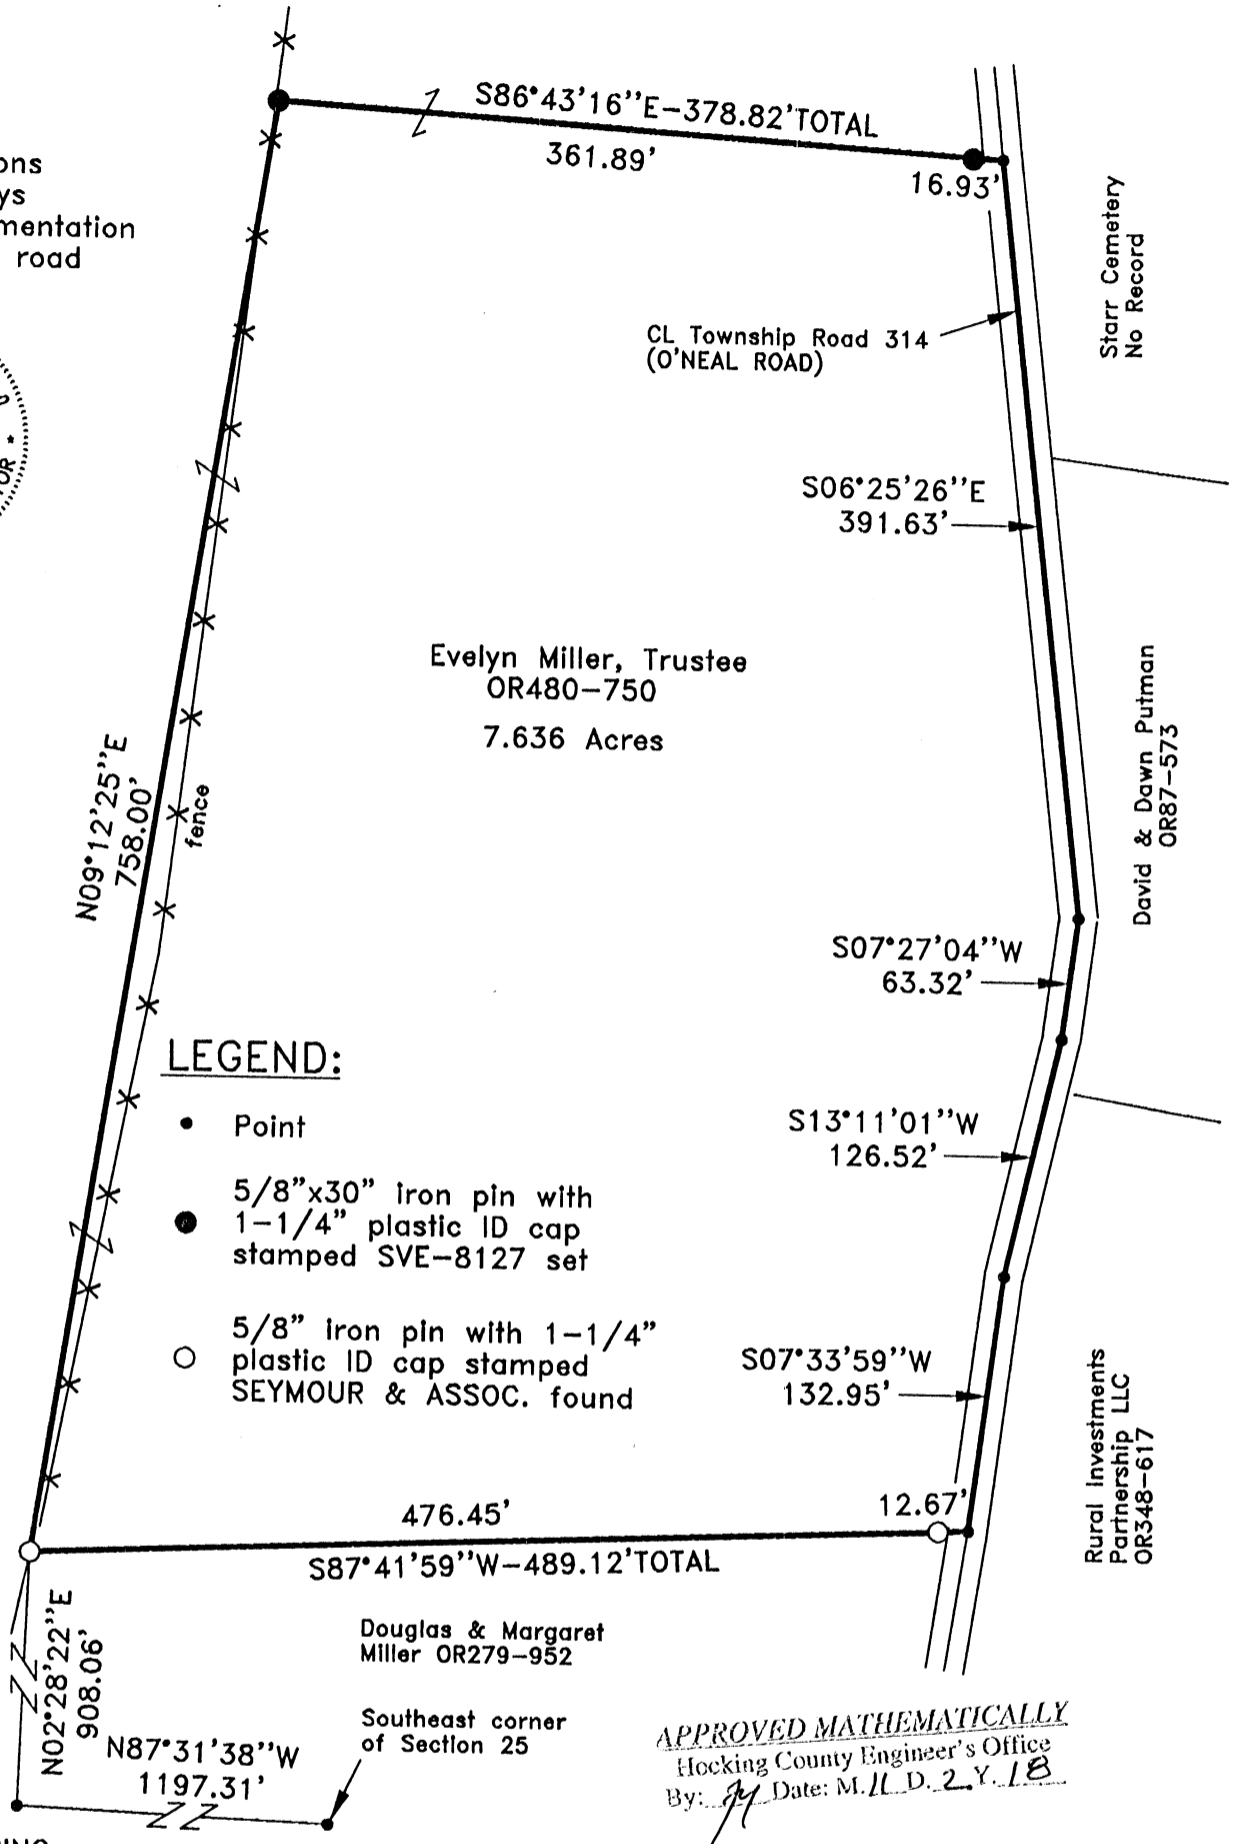 S86°43'16''E-378.82'TOTAL
361.89'
16.93'
ons
ys
mentation
road
Starr Cemetery
No Record
CL Township Road 314
(O'NEAL ROAD)
OR *
S06°25'26''E
391.63'
Evelyn Miller, Trustee
OR480-750
7.636 Acres
David & Dawn Putman
OR87-573
N09°12'25''E
758.00'
fence
S07°27'04''W
63.32'
LEGEND:
Point
5/8"x30" iron pin with
1-1/4" plastic ID cap
stamped SVE-8127 set
5/8" iron pin with 1-1/4"
plastic ID cap stamped
SEYMOUR & ASSOC. found
S13°11'01''W
126.52'
S07°33'59''W
132.95'
Rural Investments
Partnership LLC
OR348-617
476.45'
12.67'
S87°41'59''W-489.12'TOTAL
N02°28'22''E
908.06'
Douglas & Margaret
Miller OR279-952
Southeast corner
of Section 25
N87°31'38''W
1197.31'
APPROVED MATHEMATICALLY
Hocking County Engineer's Office
By: Date: M. 11 D. 2 Y. 18